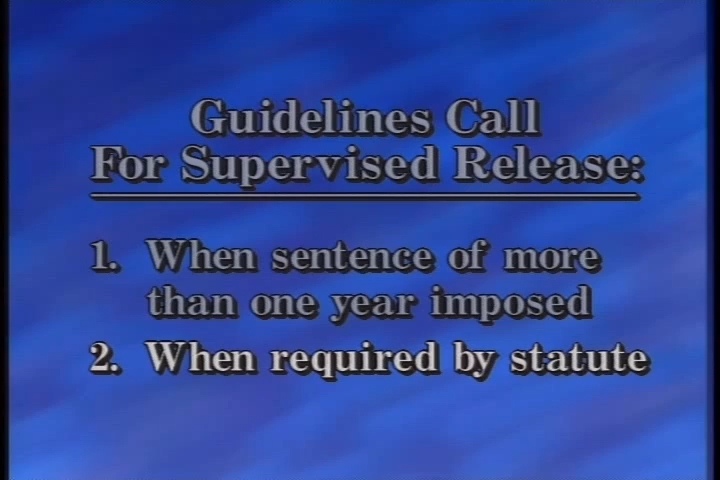 Guidelines Call
For Supervised Release:
1. When sentence of more
than one year imposed
2. When required by statute